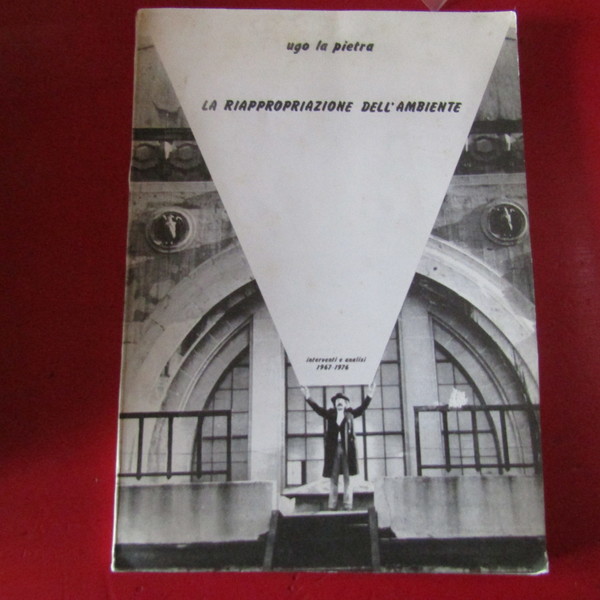 ugo la pietra
LA RIAPPROPRIAZIONE DELL'AMBIENTE
interventi e analisi
1967-1976